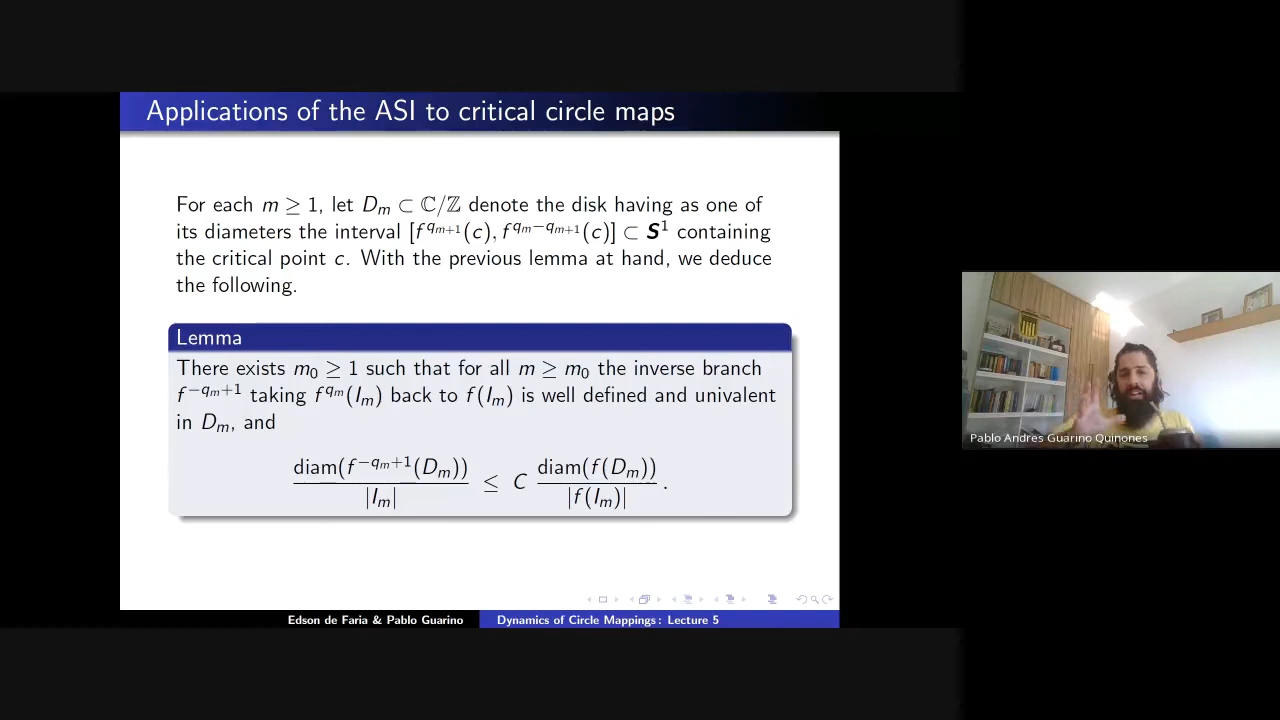 Applications of the ASI to critical circle maps
For each m ≥ 1, let D_m ⊂ ℂ/ℤ denote the disk having as one of
its diameters the interval [f^{q_{m+1}}(c), f^{q_m−q_{m+1}}(c)] ⊂ S^1 containing
the critical point c. With the previous lemma at hand, we deduce
the following.
Lemma
There exists m_0 ≥ 1 such that for all m ≥ m_0 the inverse branch
f^{−q_m+1} taking f^{q_m}(I_m) back to f(I_m) is well defined and univalent
in D_m, and
diam(f^{−q_m+1}(D_m)) / |I_m| ≤ C diam(f(D_m)) / |f(I_m)| .
Edson de Faria & Pablo Guarino Dynamics of Circle Mappings: Lecture 5
Pablo Andres Guarino Quinones